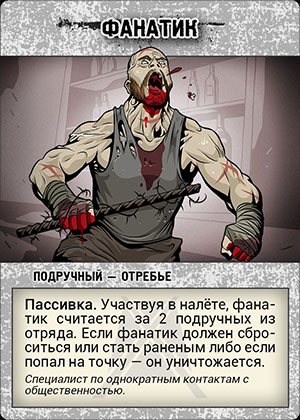 ФАНАТИК
ПОДРУЧНЫЙ – ОТРЕБЬЕ
Пассивка. Участвуя в налёте, фана-
тик считается за 2 подручных из
отряда. Если фанатик должен сбро-
ситься или стать раненым либо если
попал на точку – он уничтожается.
Специалист по однократным контактам с
общественностью.